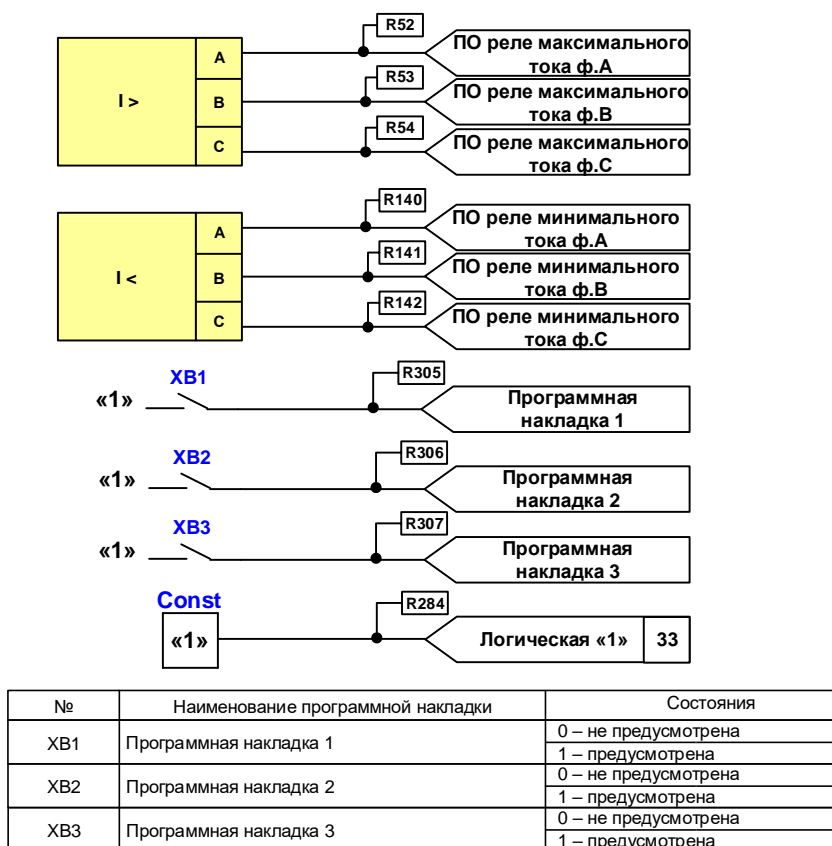 R52
ПО реле максимального
тока ф.А
A
R53
ПО реле максимального
тока ф.В
I >
B
R54
ПО реле максимального
тока ф.С
C
R140
ПО реле минимального
тока ф.А
A
R141
ПО реле минимального
тока ф.В
I <
B
R142
ПО реле минимального
тока ф.С
C
XB1
R305
«1»
Программная
накладка 1
XB2
R306
«1»
Программная
накладка 2
XB3
R307
«1»
Программная
накладка 3
Const
R284
«1»
Логическая «1» 33
№ Наименование программной накладки Состояния
XB1 Программная накладка 1
0 – не предусмотрена
1 – предусмотрена
XB2 Программная накладка 2
0 – не предусмотрена
1 – предусмотрена
XB3 Программная накладка 3
0 – не предусмотрена
1 – предусмотрена